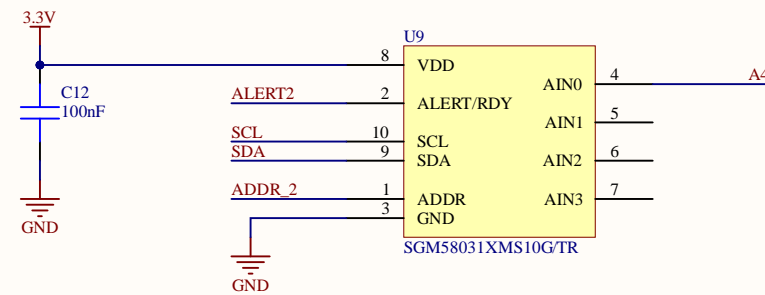 3.3V
U9
8
VDD
C12
100nF
ALERT2
2
ALERT/RDY
AIN0
4
A4
AIN1
5
SCL
10
SCL
SDA
9
SDA
AIN2
6
ADDR_2
1
ADDR
AIN3
7
3
GND
GND
SGM58031XMS10G/TR
GND